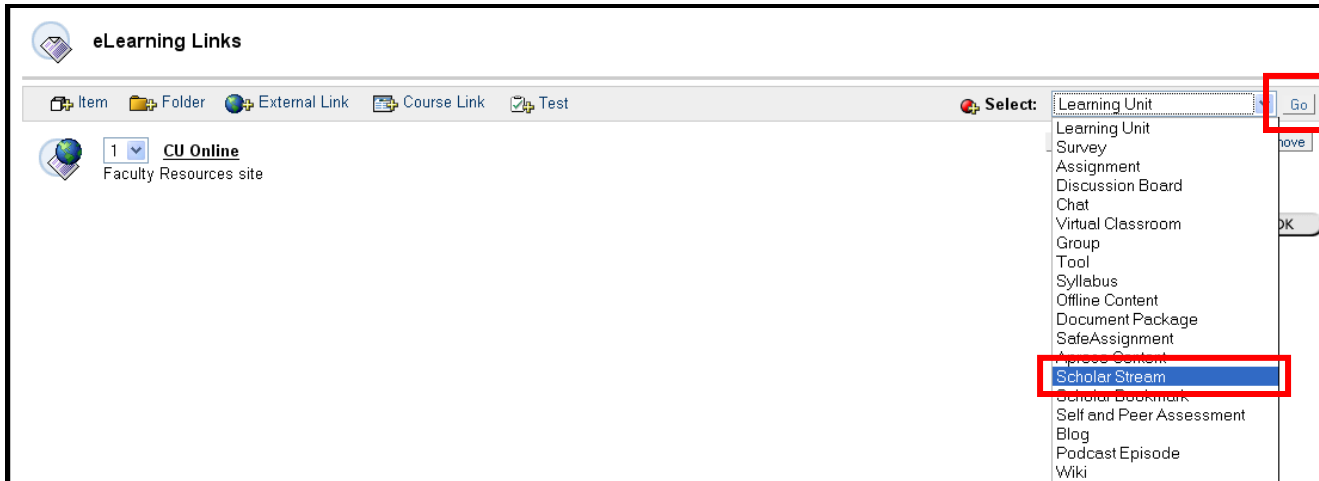 eLearning Links
Item Folder External Link Course Link Test Select: Learning Unit Go
1 CU Online
Faculty Resources site
Learning Unit
Survey
Assignment
Discussion Board
Chat
Virtual Classroom
Group
Tool
Syllabus
Offline Content
Document Package
SafeAssignment
Scholar Stream
Scholar Bookmark
Self and Peer Assessment
Blog
Podcast Episode
Wiki